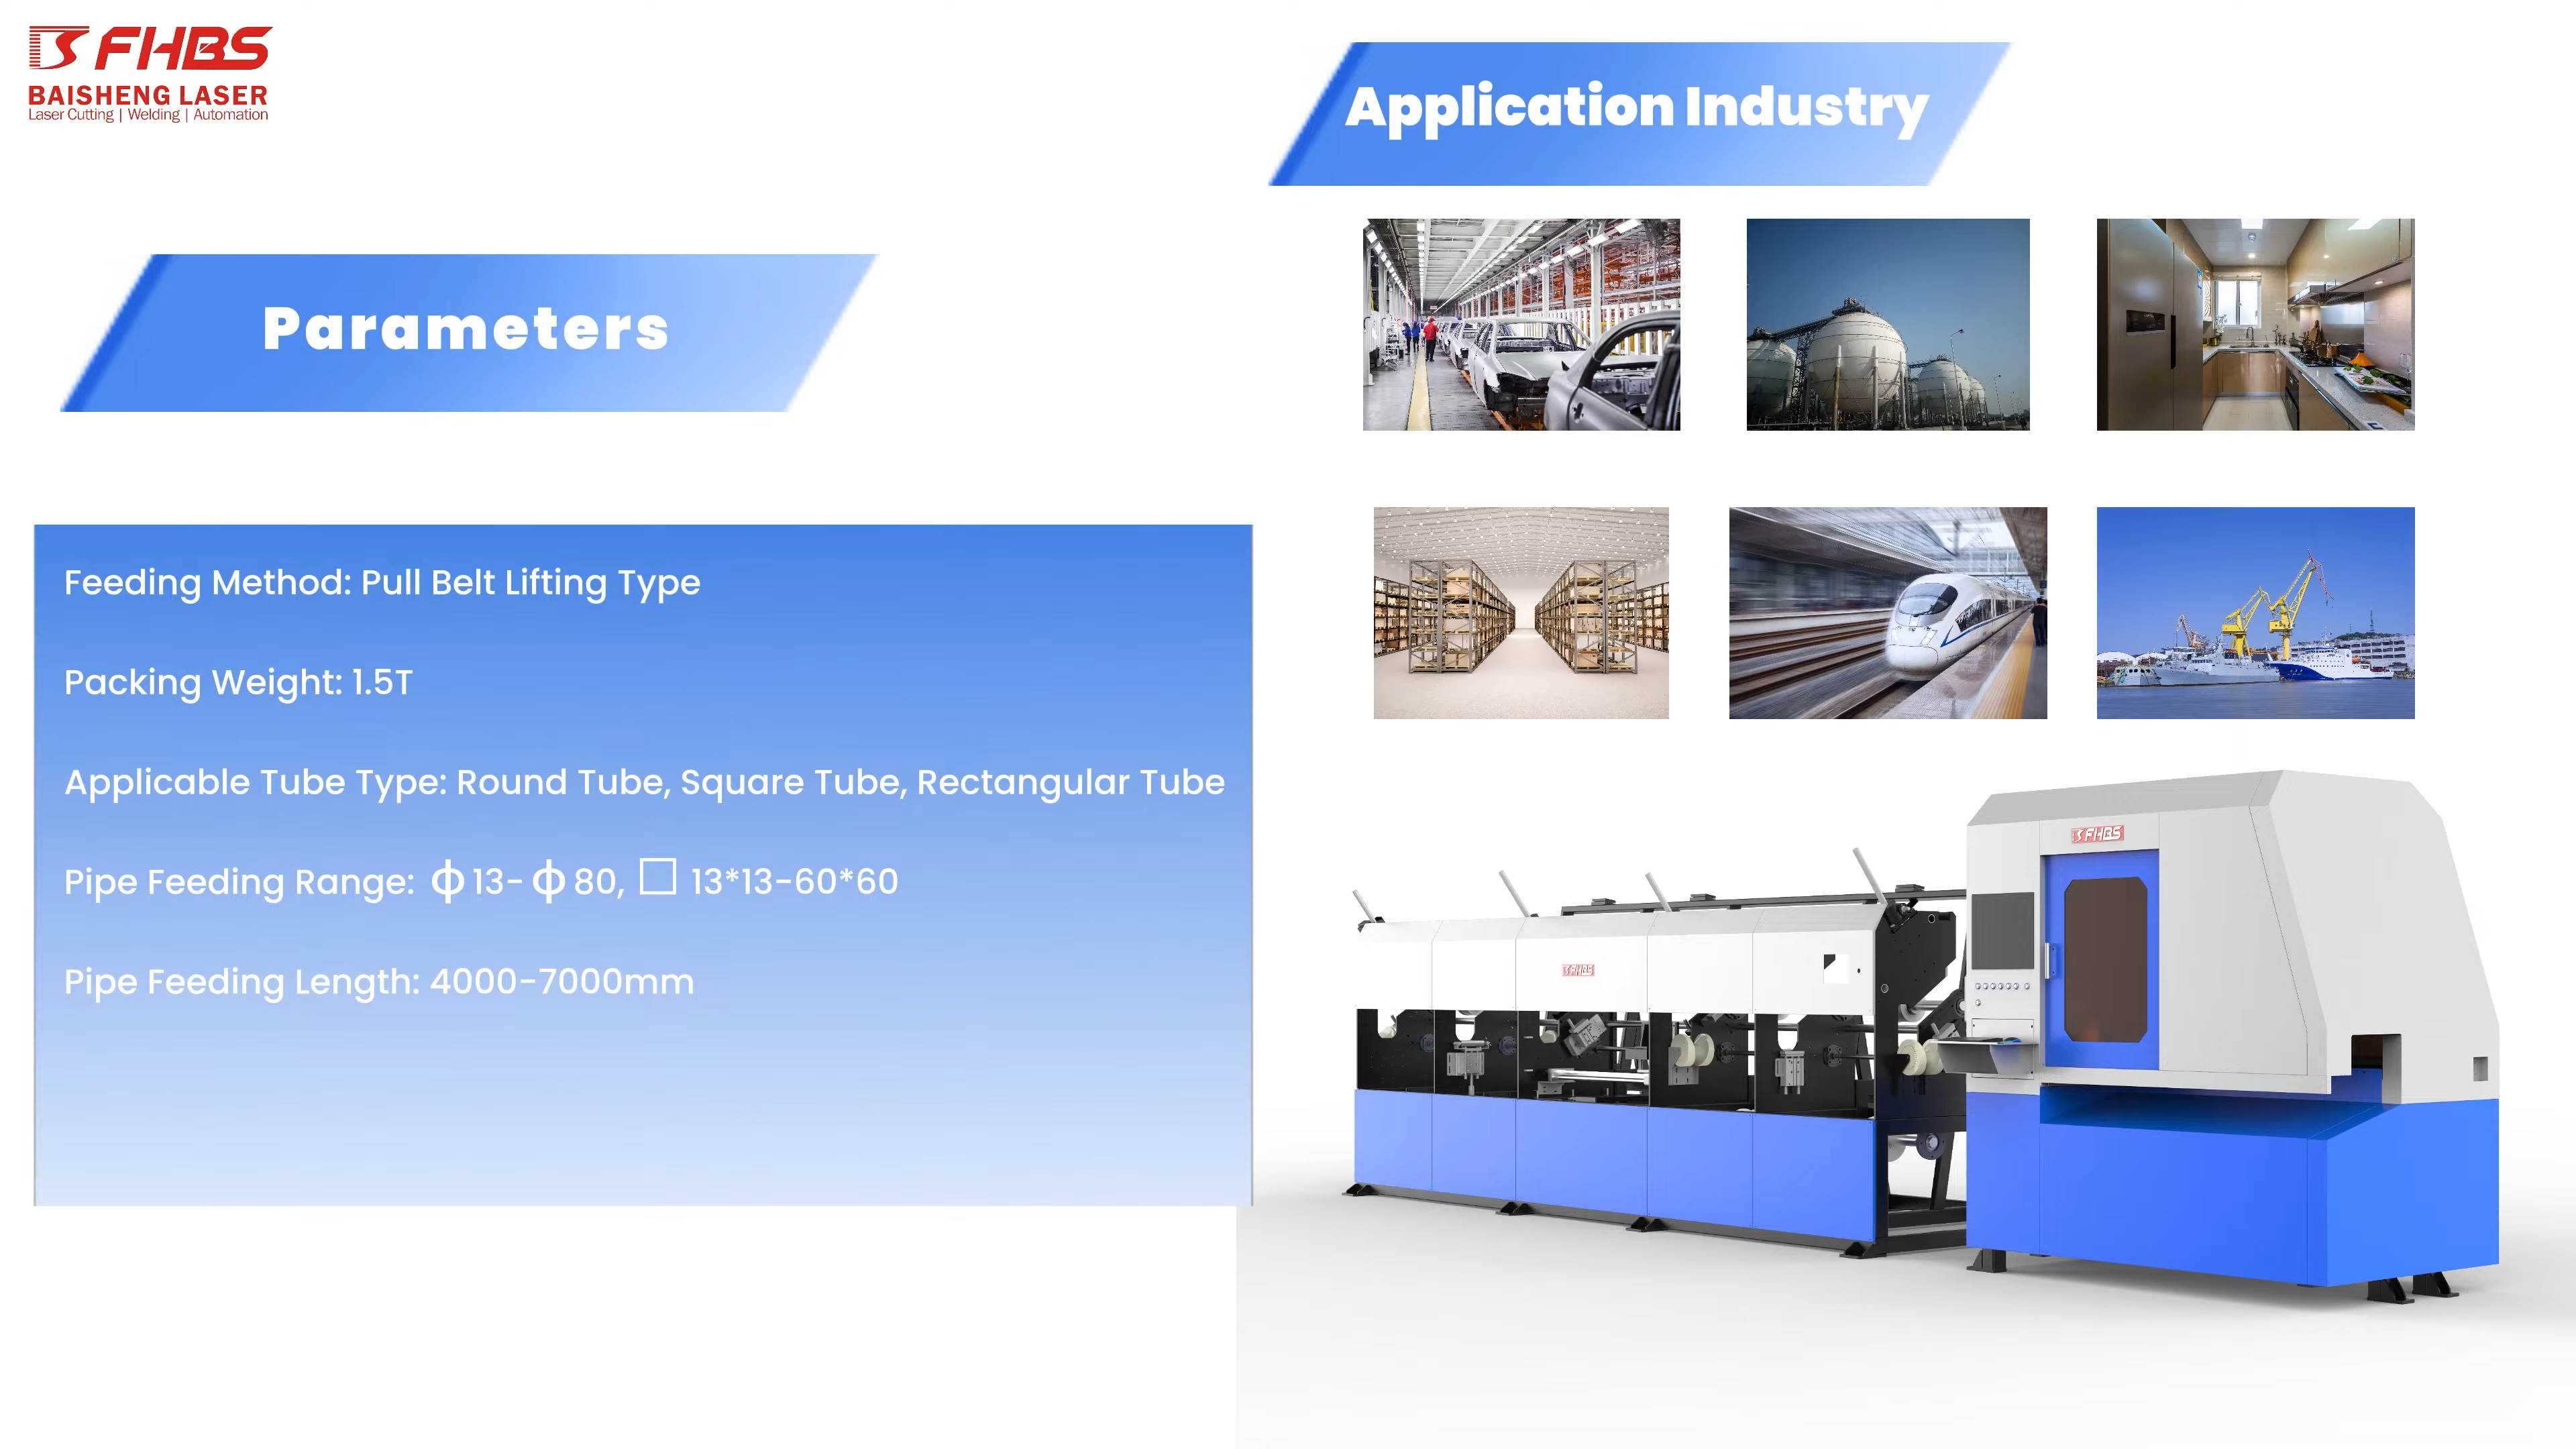 FHBS
BAISHENG LASER
Laser Cutting | Welding | Automation
Application Industry
Parameters
Feeding Method: Pull Belt Lifting Type
Packing Weight: 1.5T
Applicable Tube Type: Round Tube, Square Tube, Rectangular Tube
Pipe Feeding Range: ϕ13-ϕ80, □ 13*13-60*60
Pipe Feeding Length: 4000-7000mm
FHBS
FHBS